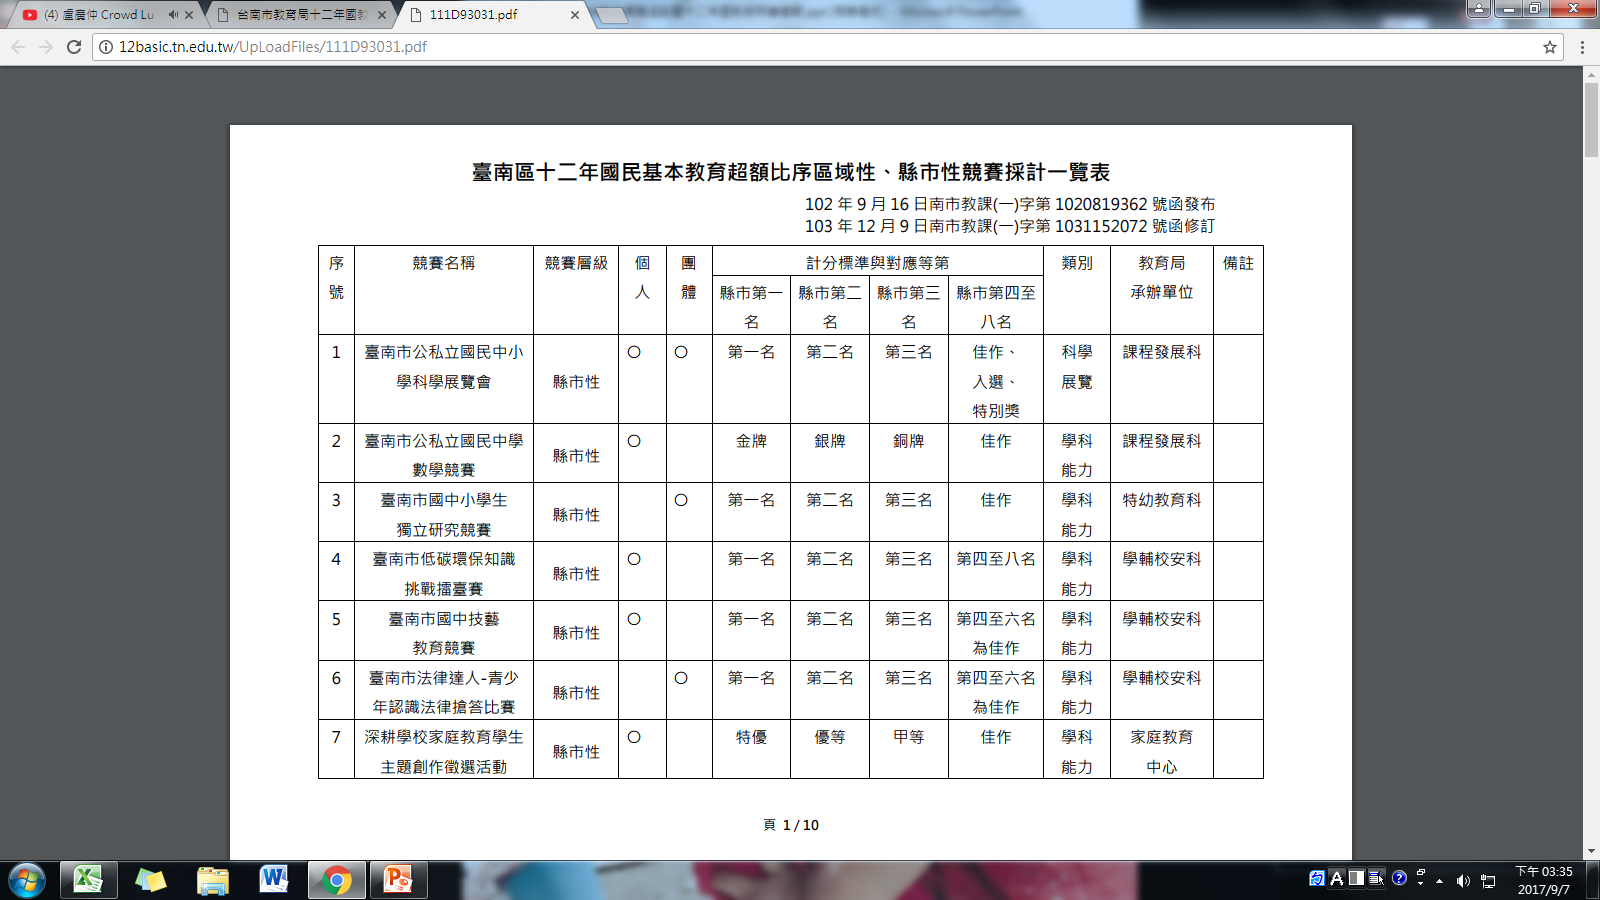 (4) 盧廣仲 Crowd Lu
台南市教育局十二年國教
111D93031.pdf
12basic.tn.edu.tw/UpLoadFiles/111D93031.pdf
臺南區十二年國民基本教育超額比序區域性、縣市性競賽採計一覽表
102 年 9 月 16 日南市教課(一)字第 1020819362 號函發布
103 年 12 月 9 日南市教課(一)字第 1031152072 號函修訂
序號 競賽名稱 競賽層級 個人 團體 計分標準與對應等第 類別 教育局承辦單位 備註
縣市第一名 縣市第二名 縣市第三名 縣市第四至八名
1 臺南市公私立國民中小學科學展覽會 縣市性 〇 〇 第一名 第二名 第三名 佳作、入選、特別獎 科學展覽 課程發展科
2 臺南市公私立國民中學數學競賽 縣市性 〇 金牌 銀牌 銅牌 佳作 學科能力 課程發展科
3 臺南市國中小學生獨立研究競賽 縣市性 〇 第一名 第二名 第三名 佳作 學科能力 特幼教育科
4 臺南市低碳環保知識挑戰擂臺賽 縣市性 〇 第一名 第二名 第三名 第四至八名 學科能力 學輔校安科
5 臺南市國中技藝教育競賽 縣市性 〇 第一名 第二名 第三名 第四至六名為佳作 學科能力 學輔校安科
6 臺南市法律達人-青少年認識法律搶答比賽 縣市性 〇 第一名 第二名 第三名 第四至六名為佳作 學科能力 學輔校安科
7 深耕學校家庭教育學生主題創作徵選活動 縣市性 〇 特優 優等 甲等 佳作 學科能力 家庭教育中心
頁 1 / 10
下午 03:35
2017/9/7